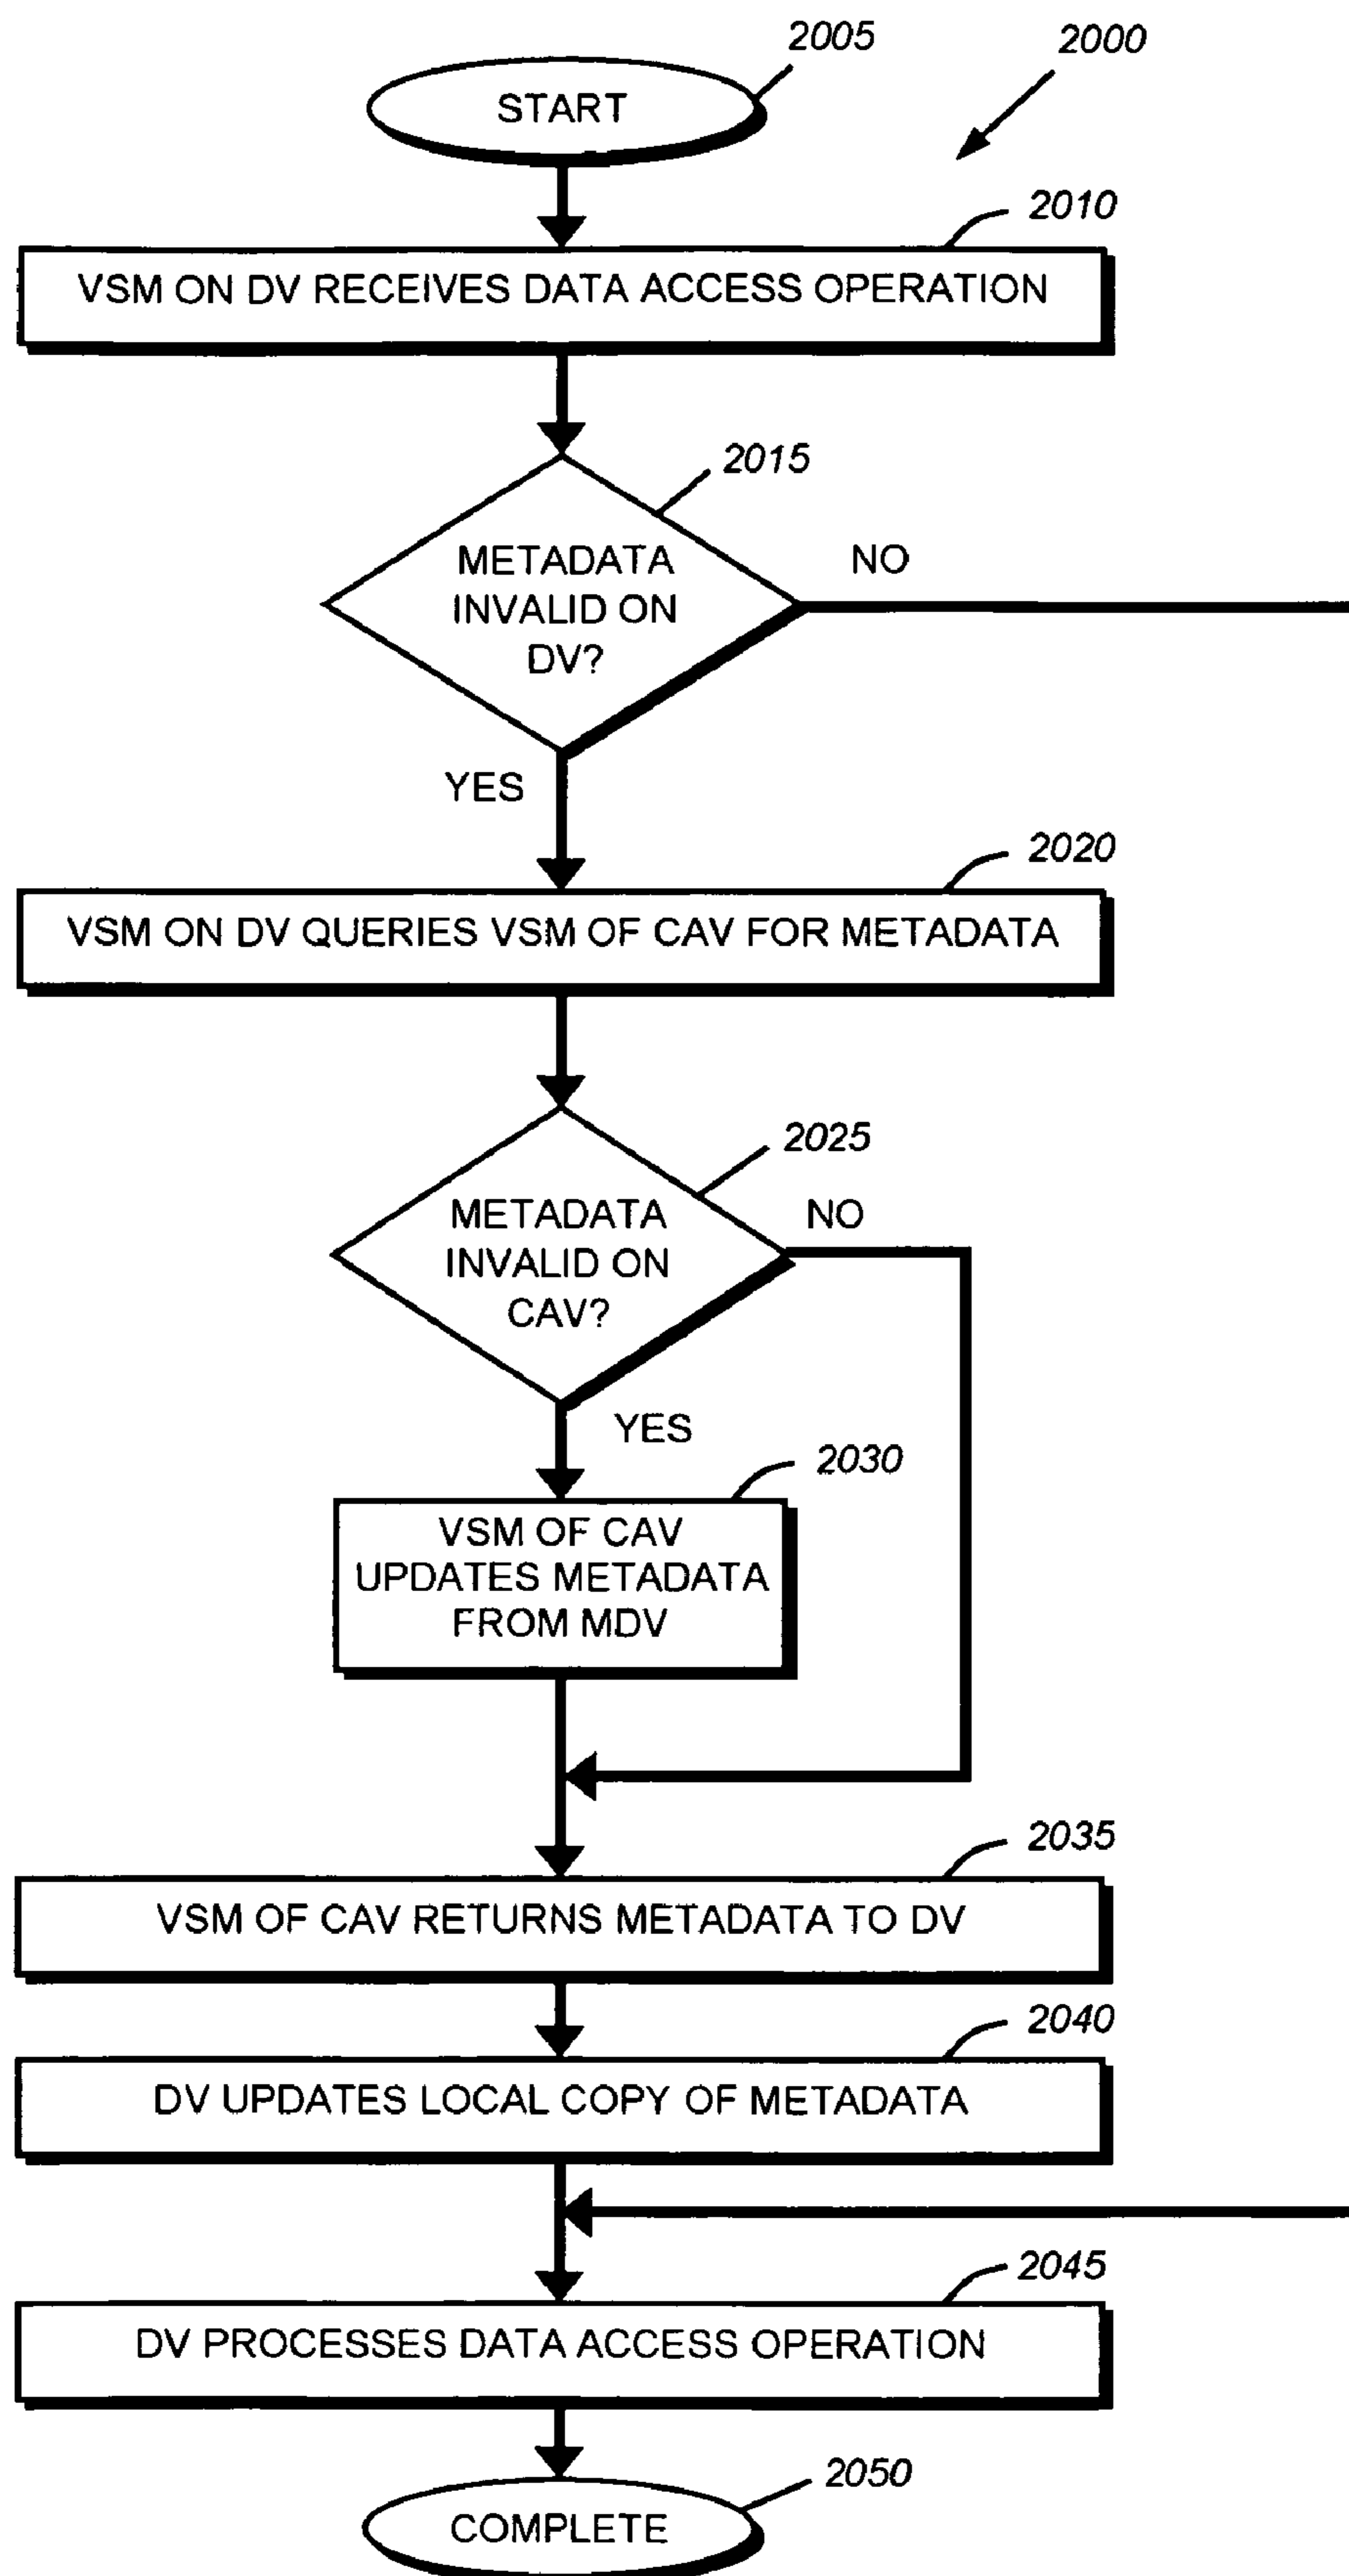 2005
2000
START
2010
VSM ON DV RECEIVES DATA ACCESS OPERATION
2015
METADATA
INVALID ON
DV?
NO
YES
2020
VSM ON DV QUERIES VSM OF CAV FOR METADATA
2025
METADATA
INVALID ON
CAV?
NO
YES
2030
VSM OF CAV
UPDATES METADATA
FROM MDV
2035
VSM OF CAV RETURNS METADATA TO DV
2040
DV UPDATES LOCAL COPY OF METADATA
2045
DV PROCESSES DATA ACCESS OPERATION
2050
COMPLETE